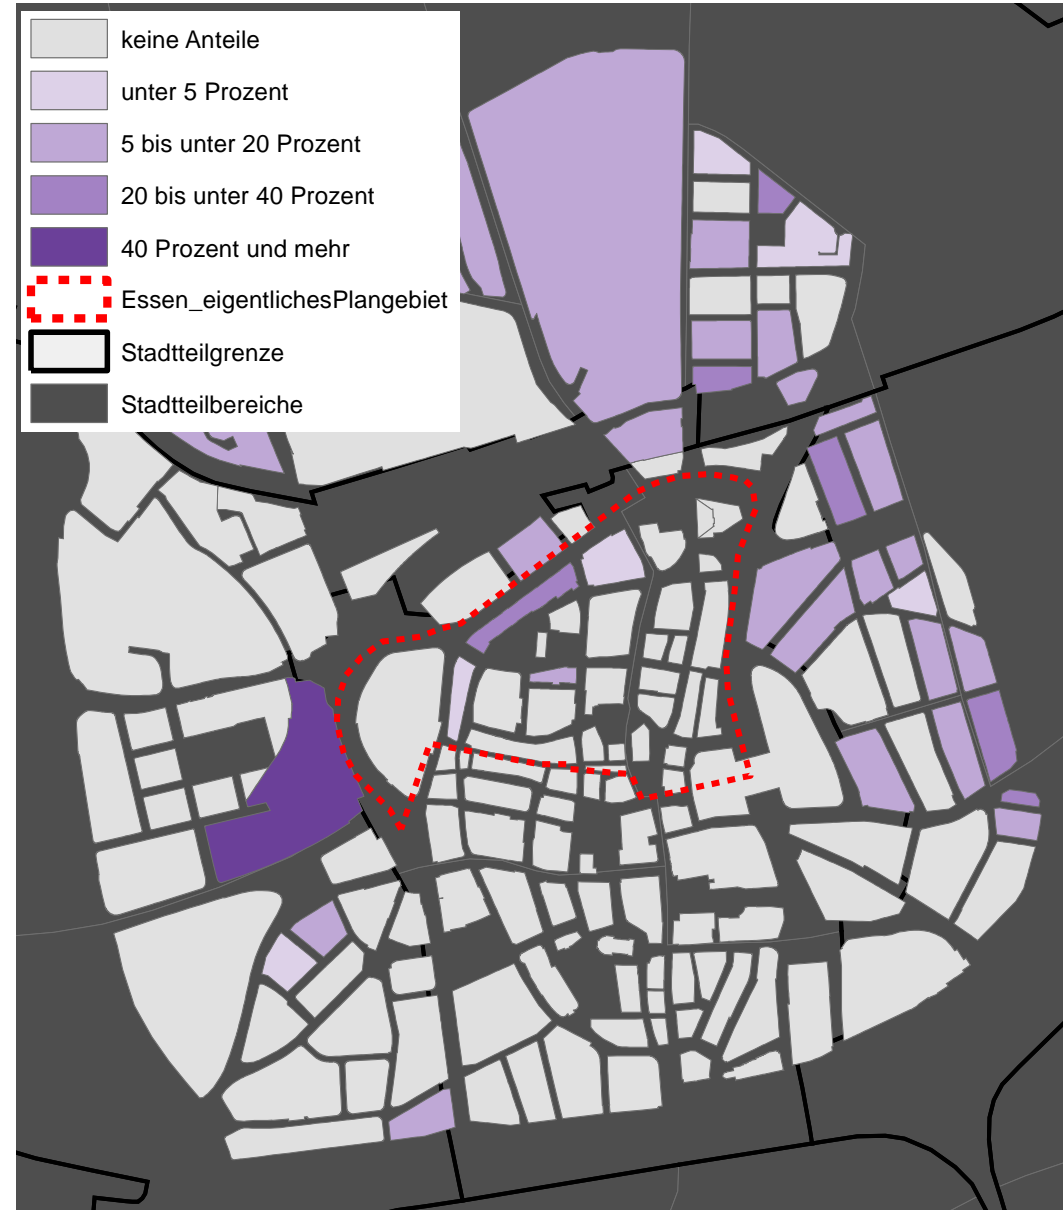 keine Anteile
unter 5 Prozent
5 bis unter 20 Prozent
20 bis unter 40 Prozent
40 Prozent und mehr
Essen_eigentlichesPlangebiet
Stadtteilgrenze
Stadtteilbereiche